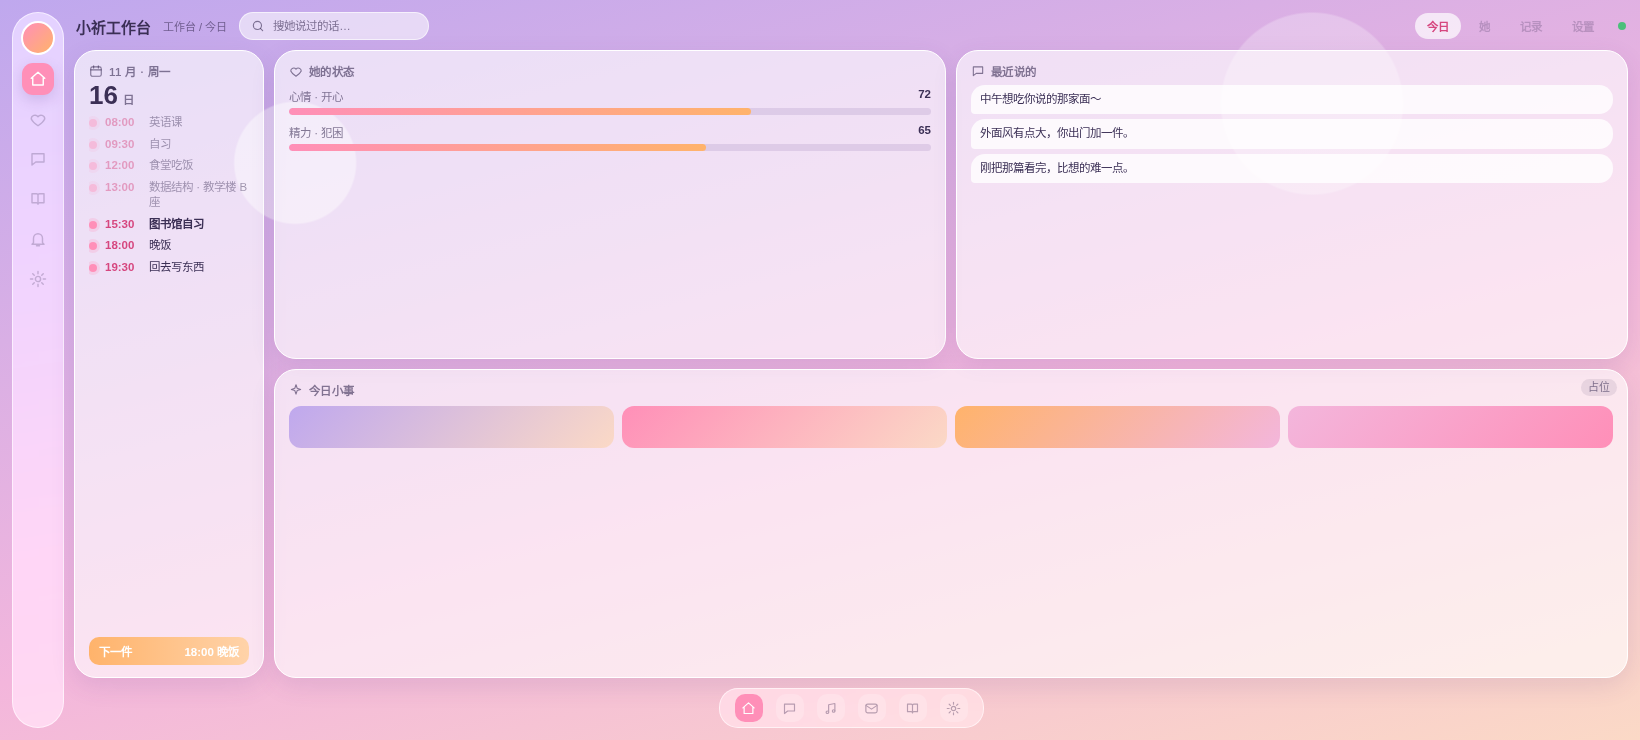 小祈工作台
工作台 / 今日
搜她说过的话…
今日
她
记录
设置
11 月 · 周一
16 日
08:00 英语课
09:30 自习
12:00 食堂吃饭
13:00 数据结构 · 教学楼 B
座
15:30 图书馆自习
18:00 晚饭
19:30 回去写东西
下一件 18:00 晚饭
她的状态
心情 · 开心 72
精力 · 犯困 65
最近说的
中午想吃你说的那家面～
外面风有点大，你出门加一件。
刚把那篇看完，比想的难一点。
今日小事
占位